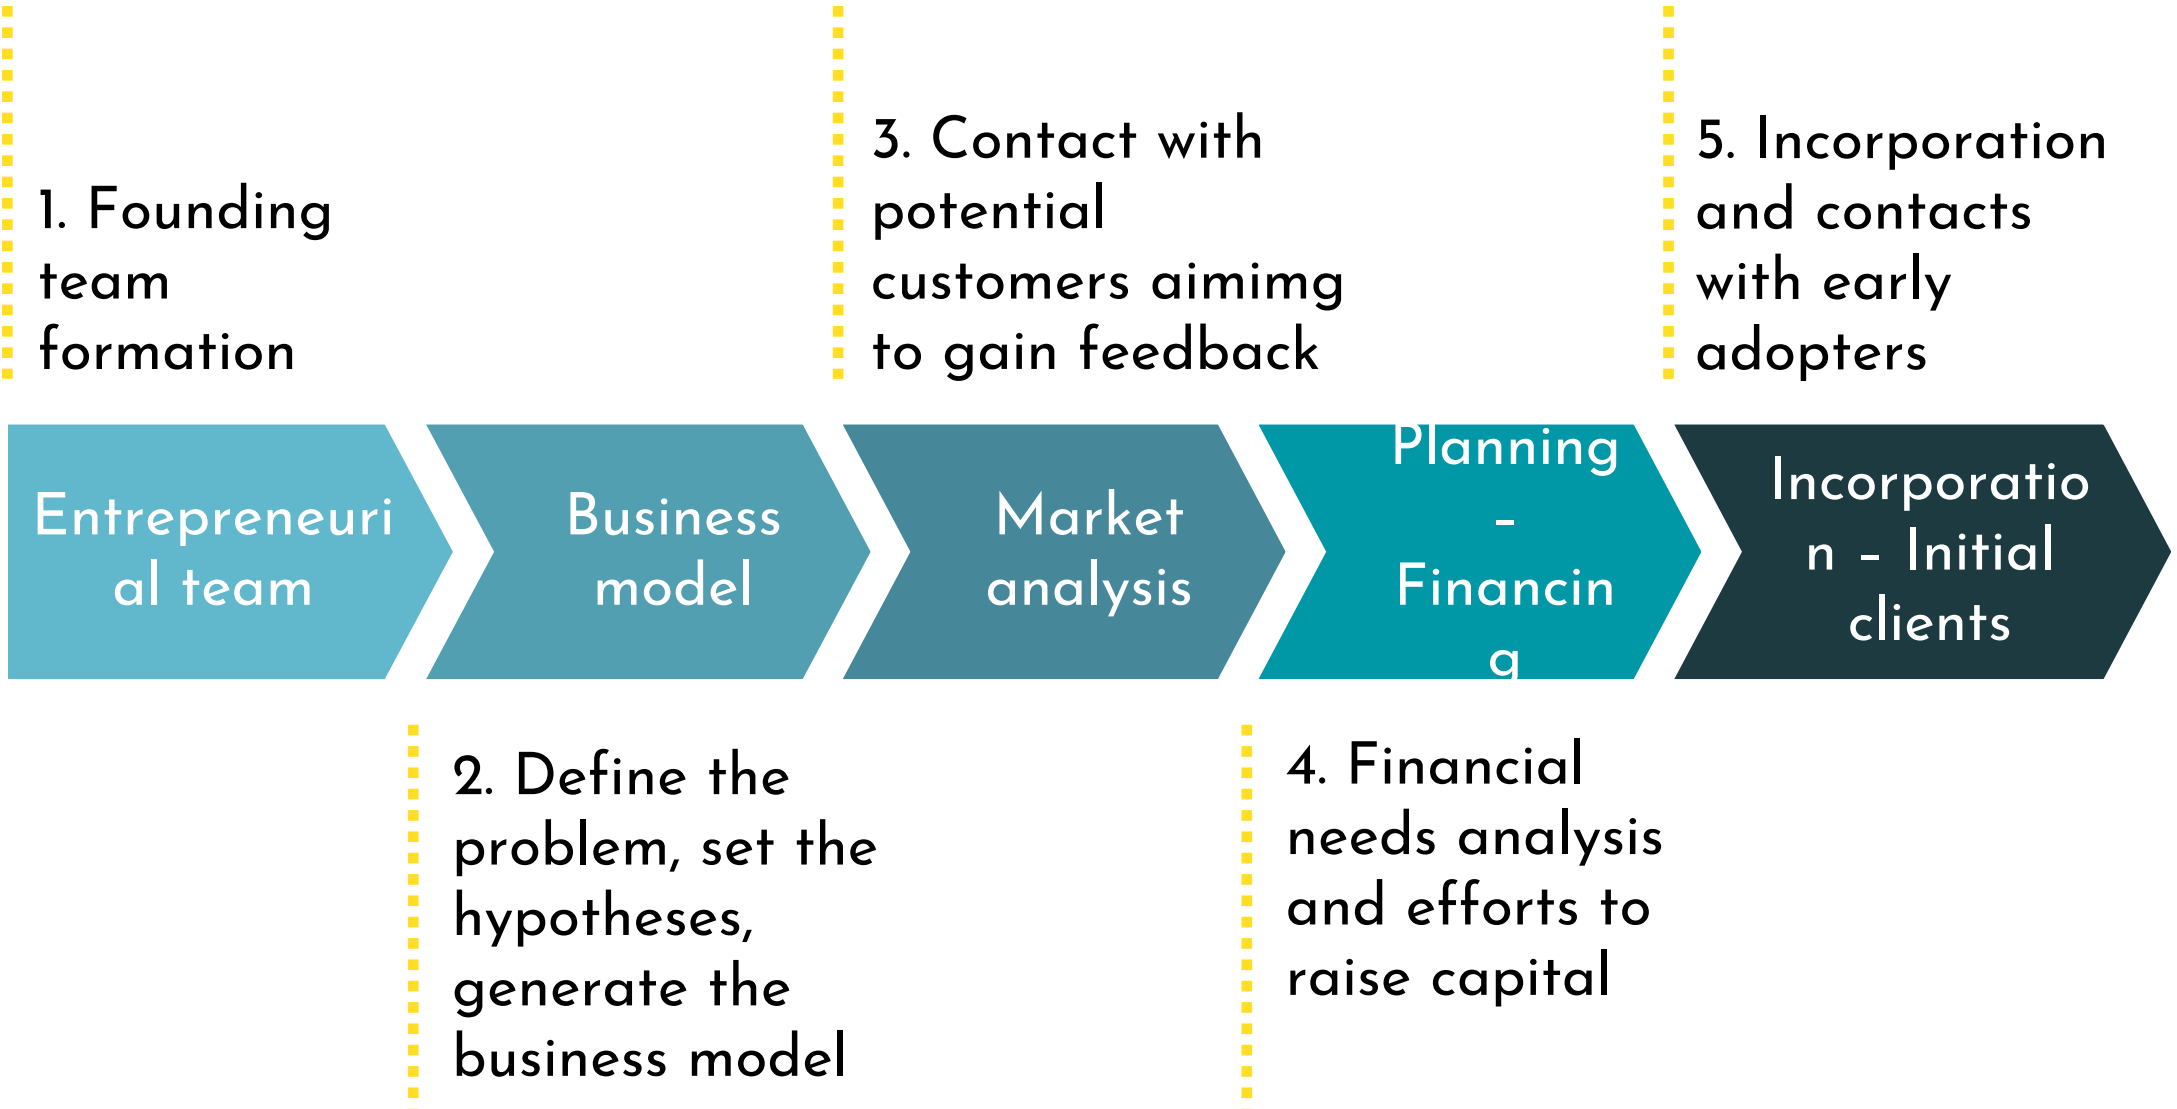 1. Founding
team
formation
3. Contact with
potential
customers aimimg
to gain feedback
5. Incorporation
and contacts
with early
adopters
Entrepreneuri
al team
Business
model
Market
analysis
Planning
–
Financin
g
Incorporatio
n – Initial
clients
2. Define the
problem, set the
hypotheses,
generate the
business model
4. Financial
needs analysis
and efforts to
raise capital